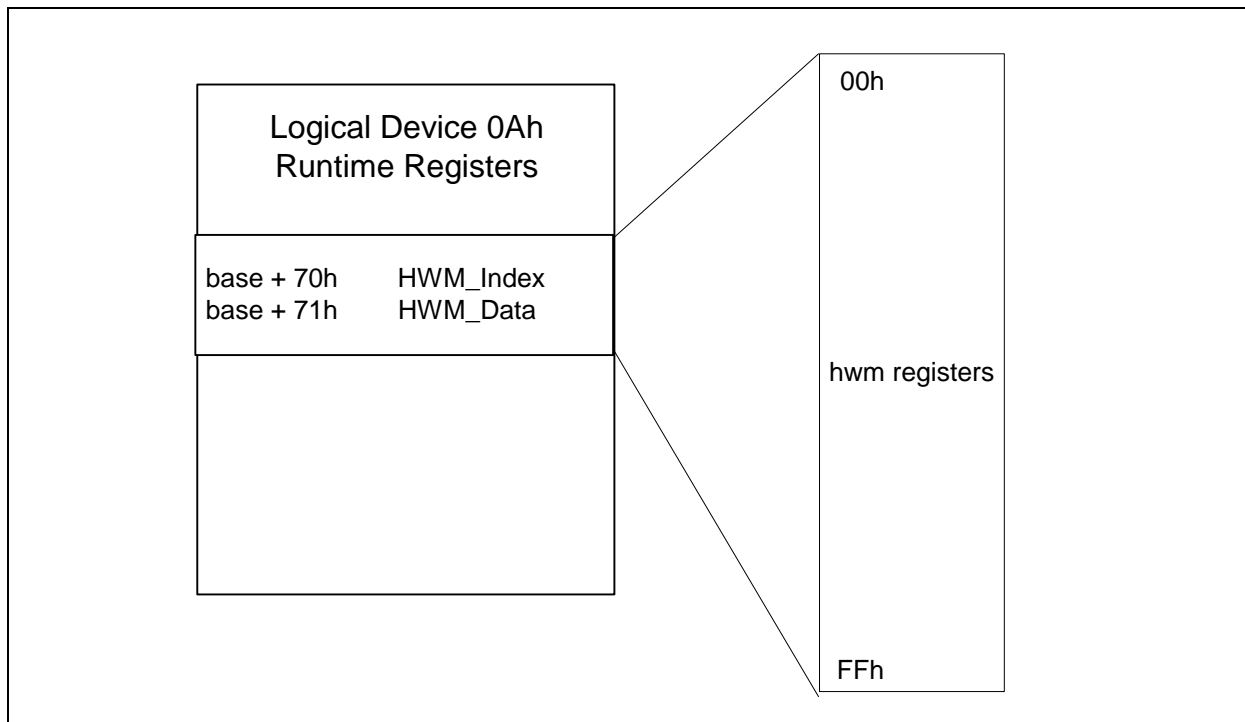 Logical Device 0Ah
Runtime Registers
base + 70h HWM_Index
base + 71h HWM_Data
00h
hwm registers
FFh